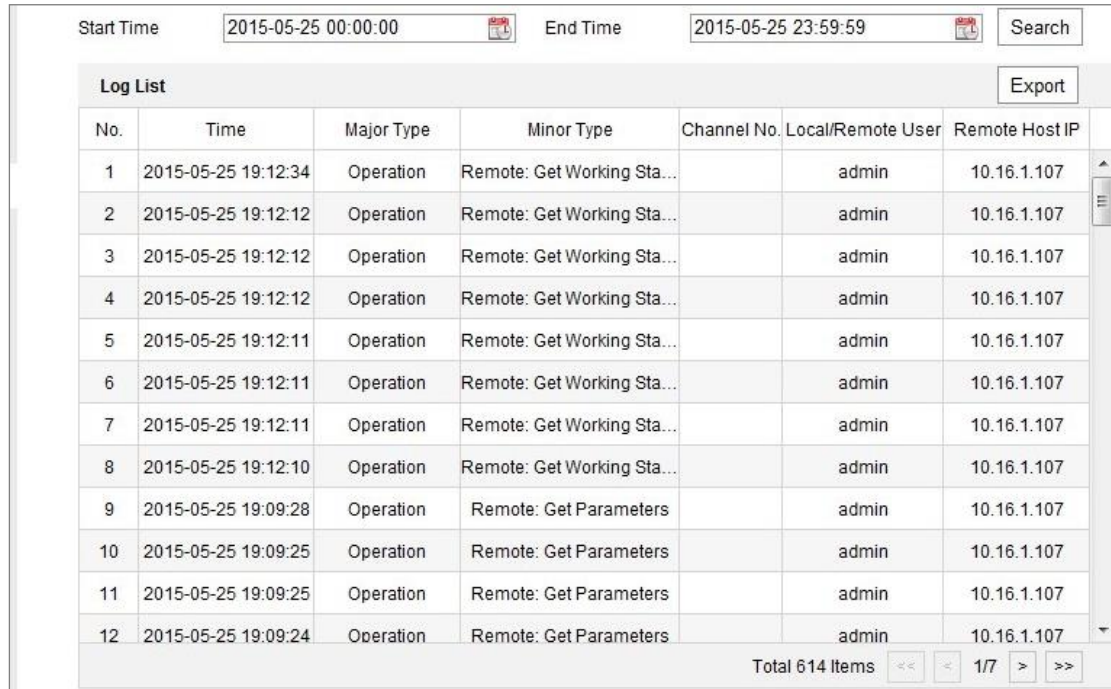 Start Time 2015-05-25 00:00:00 End Time 2015-05-25 23:59:59 Search
Log List Export
No. Time Major Type Minor Type Channel No. Local/Remote User Remote Host IP
1 2015-05-25 19:12:34 Operation Remote: Get Working Sta... admin 10.16.1.107
2 2015-05-25 19:12:12 Operation Remote: Get Working Sta... admin 10.16.1.107
3 2015-05-25 19:12:12 Operation Remote: Get Working Sta... admin 10.16.1.107
4 2015-05-25 19:12:12 Operation Remote: Get Working Sta... admin 10.16.1.107
5 2015-05-25 19:12:11 Operation Remote: Get Working Sta... admin 10.16.1.107
6 2015-05-25 19:12:11 Operation Remote: Get Working Sta... admin 10.16.1.107
7 2015-05-25 19:12:11 Operation Remote: Get Working Sta... admin 10.16.1.107
8 2015-05-25 19:12:10 Operation Remote: Get Working Sta... admin 10.16.1.107
9 2015-05-25 19:09:28 Operation Remote: Get Parameters admin 10.16.1.107
10 2015-05-25 19:09:25 Operation Remote: Get Parameters admin 10.16.1.107
11 2015-05-25 19:09:25 Operation Remote: Get Parameters admin 10.16.1.107
12 2015-05-25 19:09:24 Operation Remote: Get Parameters admin 10.16.1.107
Total 614 Items << < 1/7 > >>